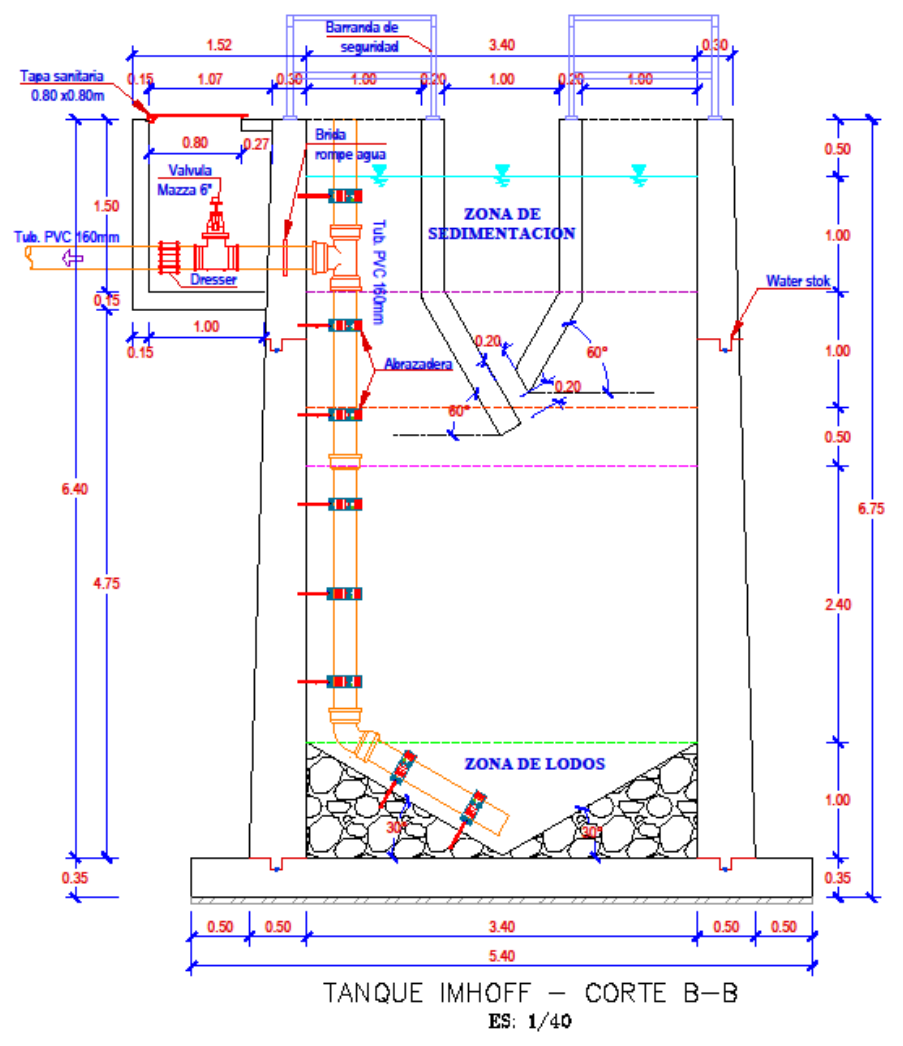 Barranda de
seguridad
1.52
3.40
0.30
Tapa sanitaria
0.80 x0.80m
0.15
1.07
0.30
1.00
0.20
1.00
0.20
1.00
0.80
0.27
Brida
rompe agua
0.50
Valvula
Mazza 6"
1.50
ZONA DE
SEDIMENTACION
1.00
Tub. PVC 160mm
Tub. PVC 160mm
Dresser
Water stok
0.15
1.00
0.15
0.20
60°
1.00
Abrazadera
0.20
60°
0.50
6.40
6.75
4.75
2.40
ZONA DE LODOS
1.00
30°
30°
0.35
0.35
0.50
0.50
3.40
0.50
0.50
5.40
TANQUE IMHOFF – CORTE B–B
ES: 1/40